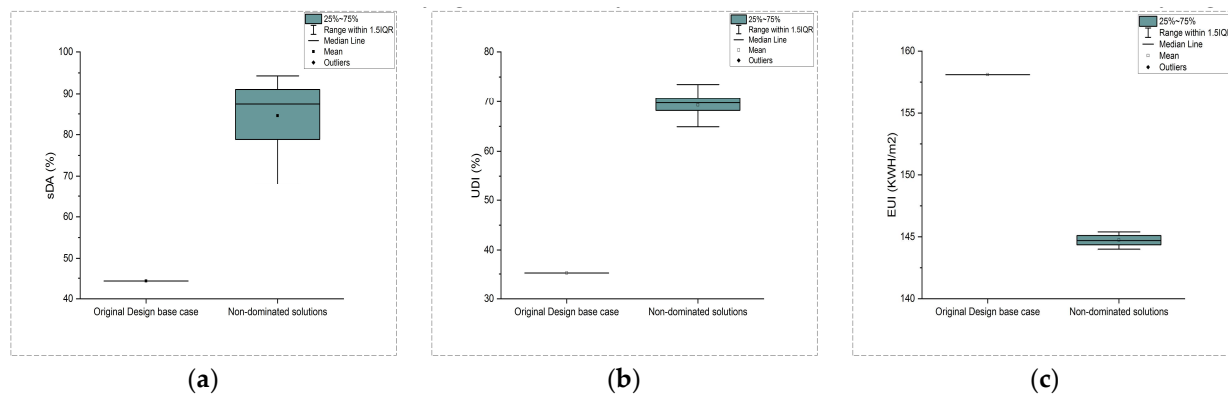 25%~75%
Range within 1.5IQR
Median Line
Mean
Outliers
100
90
80
70
60
50
40
sDA (%)
Original Design base case
Non-dominated solutions
(a)
25%~75%
Range within 1.5IQR
Median Line
Mean
Outliers
80
70
60
50
40
30
UDI (%)
Original Design base case
Non-dominated solutions
(b)
25%~75%
Range within 1.5IQR
Median Line
Mean
Outliers
160
155
150
145
140
EUI (KWH/m2)
Original Design base case
Non-dominated solutions
(c)